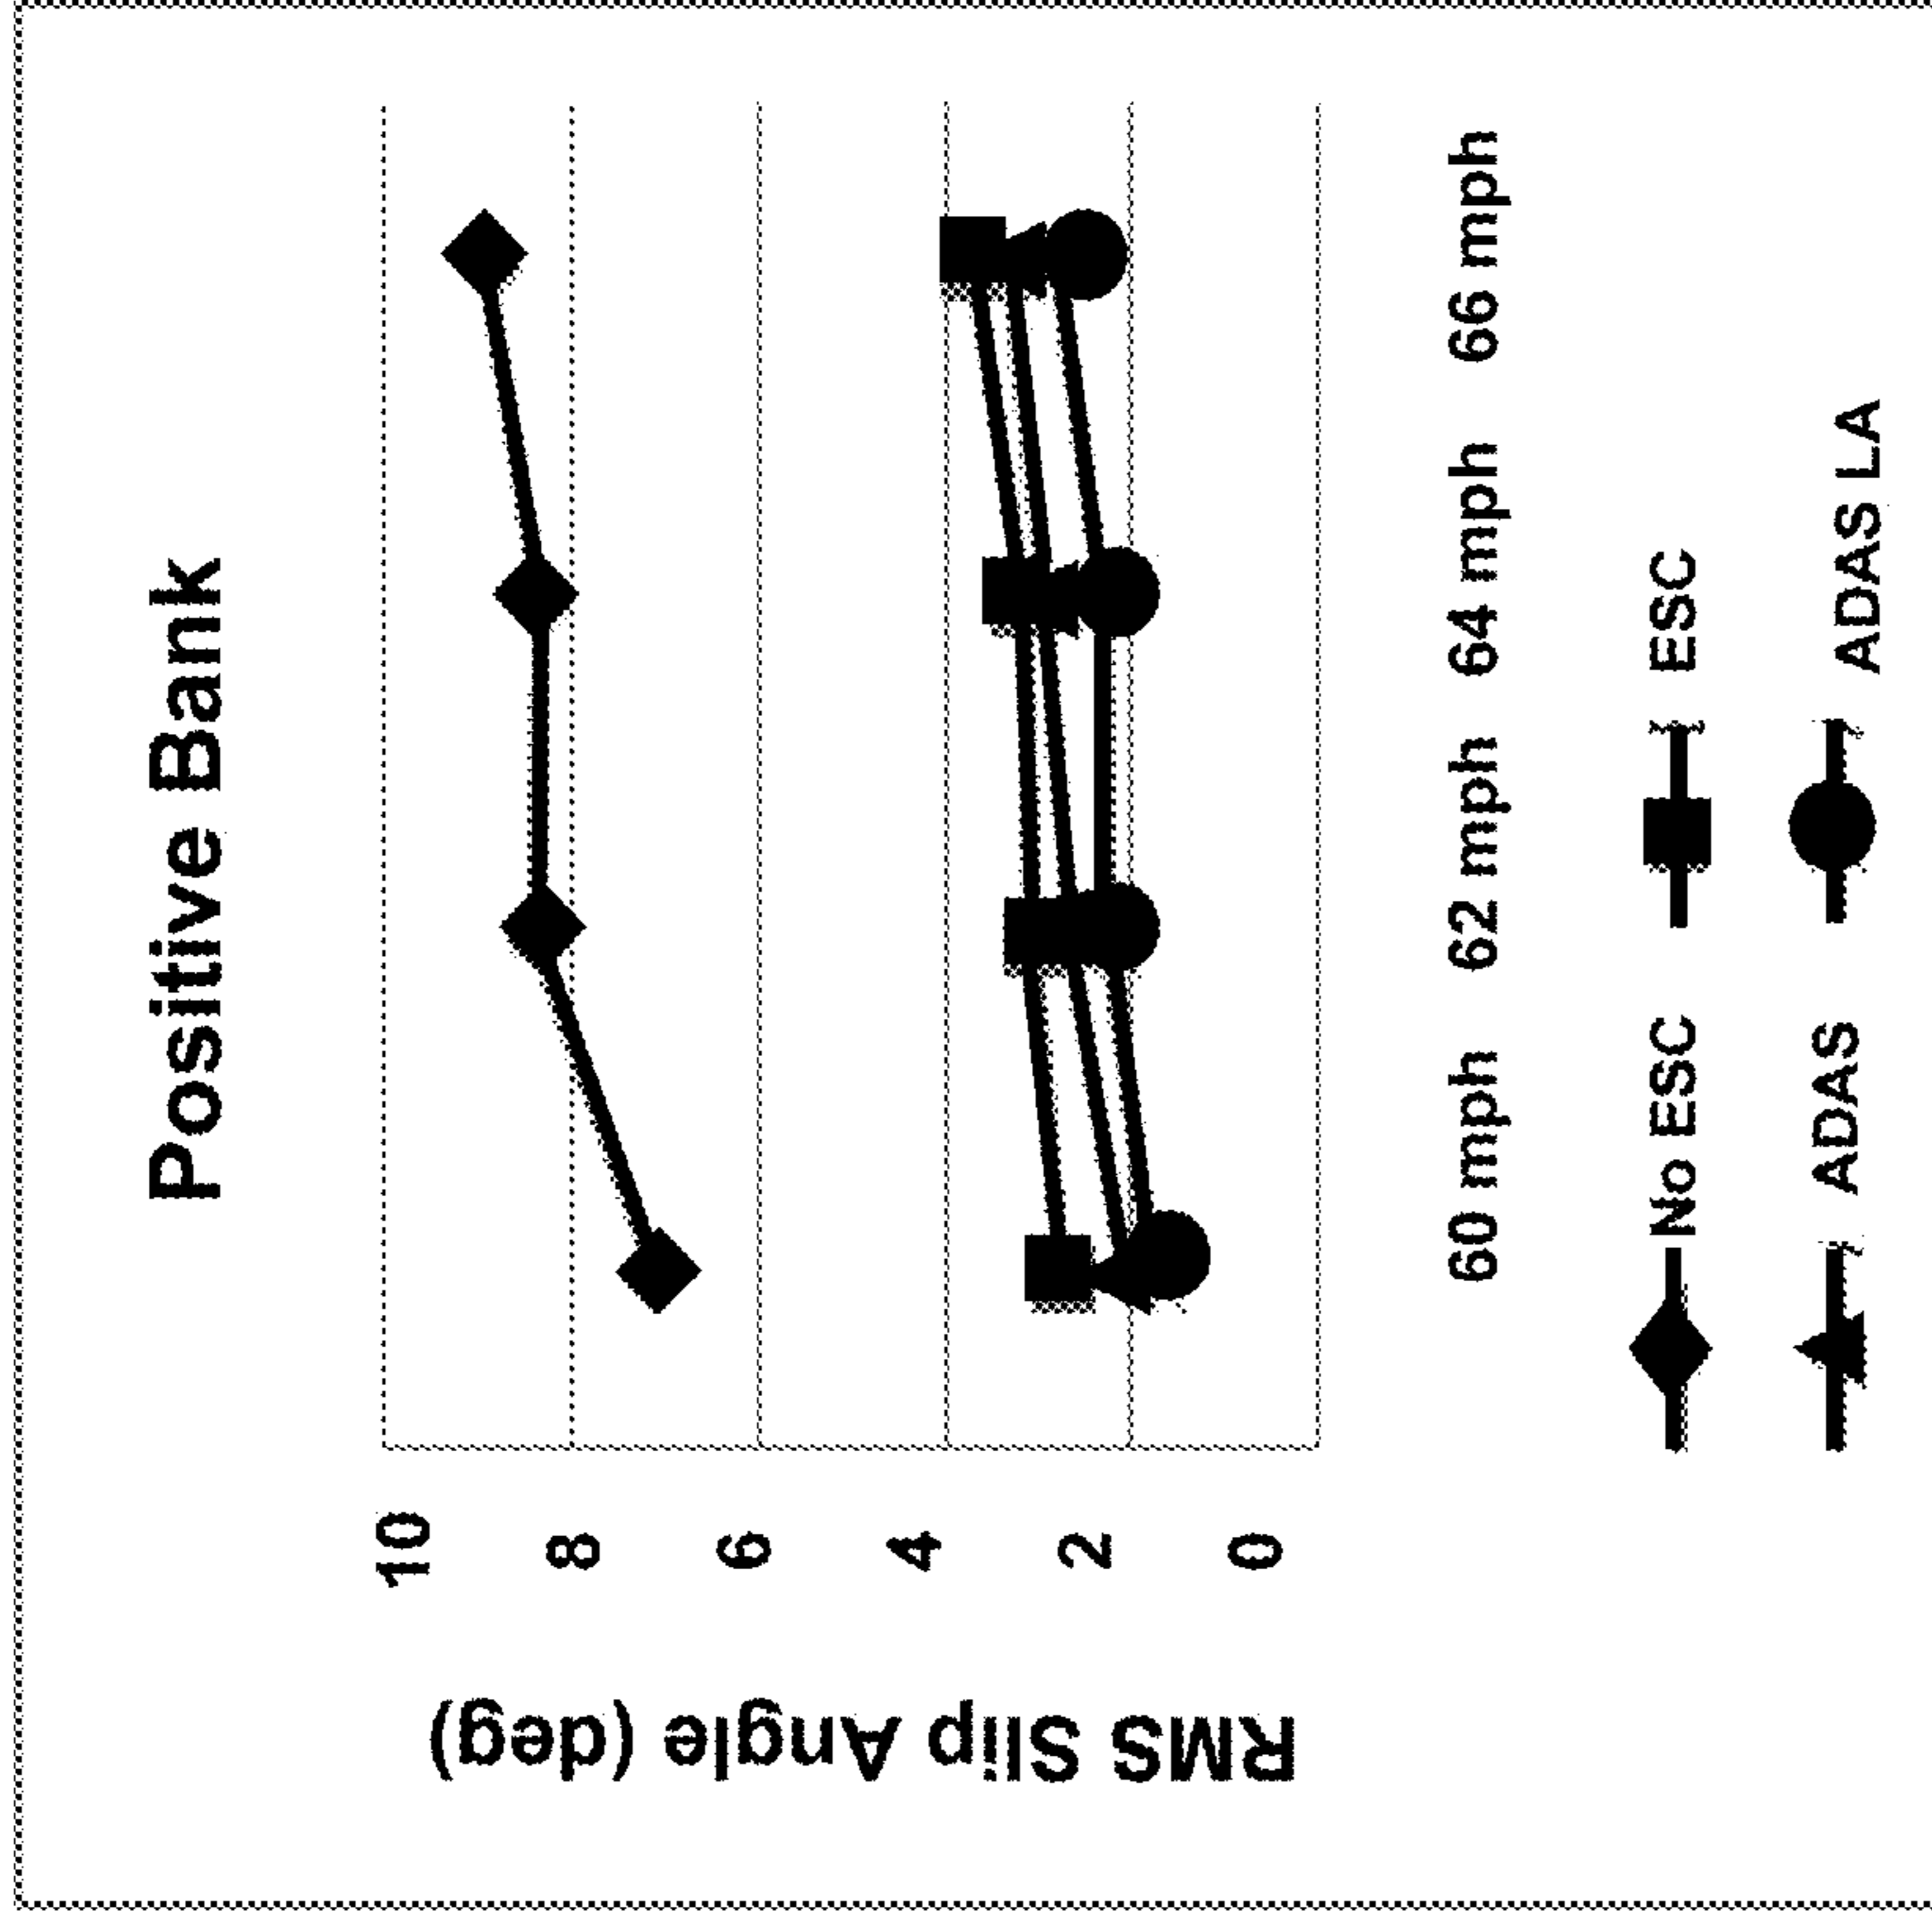 Positive Bank
RMS Slip Angle (deg)
10
8
6
4
2
0
60 mph 62 mph 64 mph 66 mph
No ESC ESC
ADAS ADAS LA